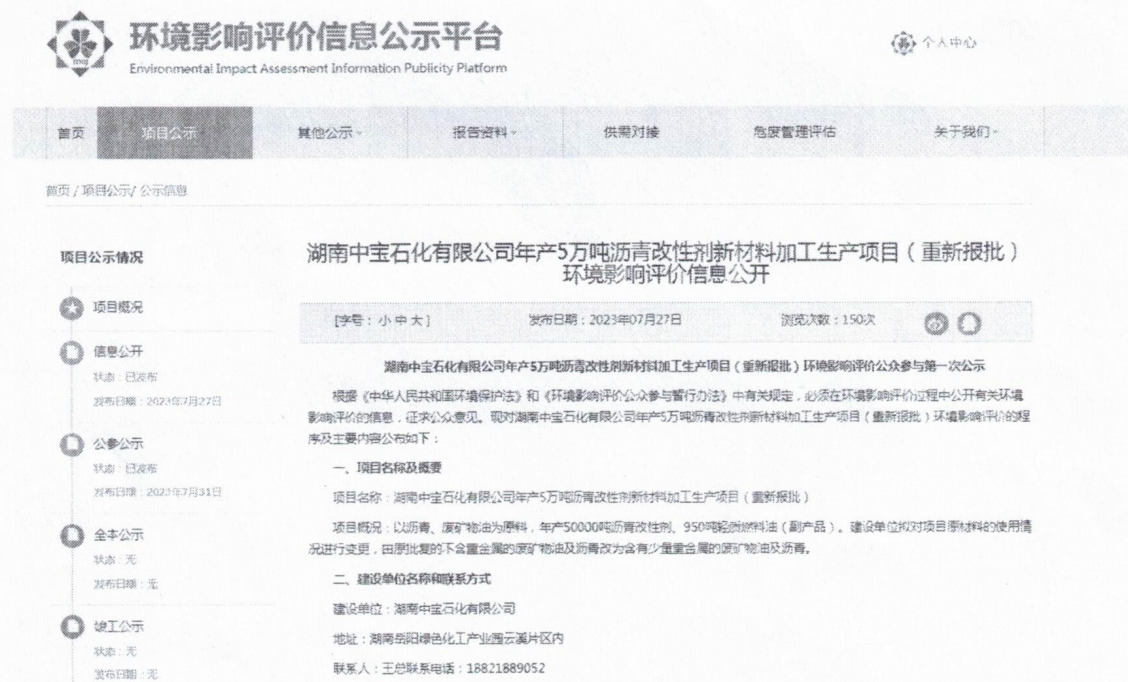 环境影响评价信息公示平台
Environmental Impact Assessment Information Publicity Platform
个人中心
首页
项目公示
其他公示
报告资料
供需对接
危废管理评估
关于我们
首页 / 项目公示/ 公示信息
项目公示情况
项目概况
信息公开
状态：已发布
发布日期：2023年7月27日
公参公示
状态：已发布
发布日期：2023年7月31日
全本公示
状态：无
发布日期：无
竣工公示
状态：无
发布日期：无
湖南中宝石化有限公司年产5万吨沥青改性剂新材料加工生产项目（重新报批）
环境影响评价信息公开
[字号：小 中 大]
发布日期：2023年07月27日
浏览次数：150次
湖南中宝石化有限公司年产5万吨沥青改性剂新材料加工生产项目（重新报批）环境影响评价公众参与第一次公示
根据《中华人民共和国环境保护法》和《环境影响评价公众参与暂行办法》中有关规定，必须在环境影响评价过程中公开有关环境
影响评价的信息，征求公众意见。现对湖南中宝石化有限公司年产5万吨沥青改性剂新材料加工生产项目（重新报批）环境影响评价的程
序及主要内容公布如下：
一、项目名称及概要
项目名称：湖南中宝石化有限公司年产5万吨沥青改性剂新材料加工生产项目（重新报批）
项目概况：以沥青、废矿物油为原料，年产50000吨沥青改性剂、950吨轻质燃料油（副产品）。建设单位拟对项目原材料的使用情
况进行变更，由原批复的不含重金属的废矿物油及沥青改为含有少量重金属的废矿物油及沥青。
二、建设单位名称和联系方式
建设单位：湖南中宝石化有限公司
地址：湖南岳阳绿色化工产业园云溪片区内
联系人：王总联系电话：18821889052